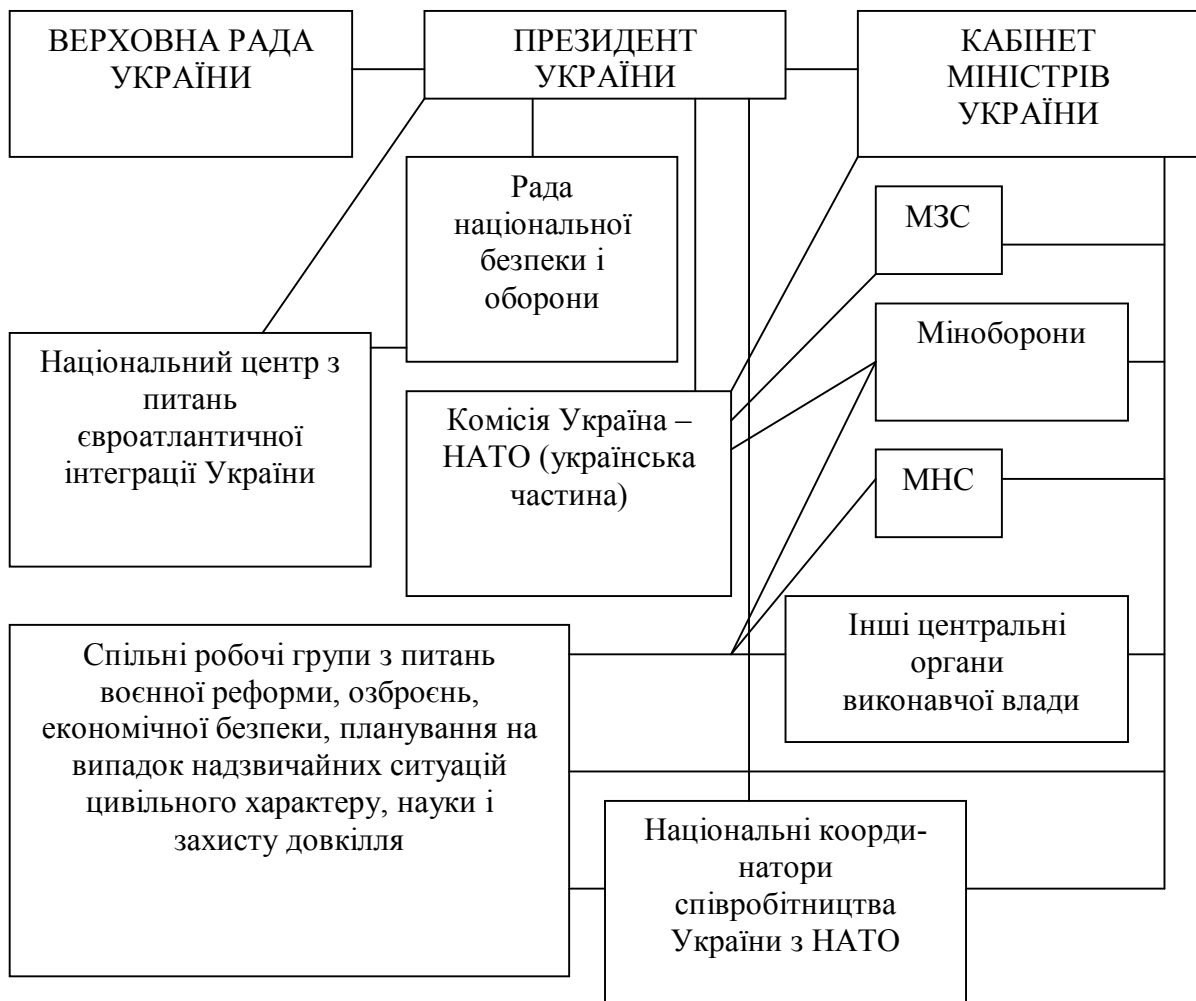 ВЕРХОВНА РАДА
УКРАЇНИ
ПРЕЗИДЕНТ
УКРАЇНИ
КАБІНЕТ
МІНІСТРІВ
УКРАЇНИ
Рада
національної
безпеки і
оборони
МЗС
Міноборони
Національний центр з
питань
євроатлантичної
інтеграції України
Комісія Україна –
НАТО (українська
частина)
МНС
Інші центральні
органи
виконавчої влади
Спільні робочі групи з питань
воєнної реформи, озброєнь,
економічної безпеки, планування на
випадок надзвичайних ситуацій
цивільного характеру, науки і
захисту довкілля
Національні коорди-
натори
співробітництва
України з НАТО